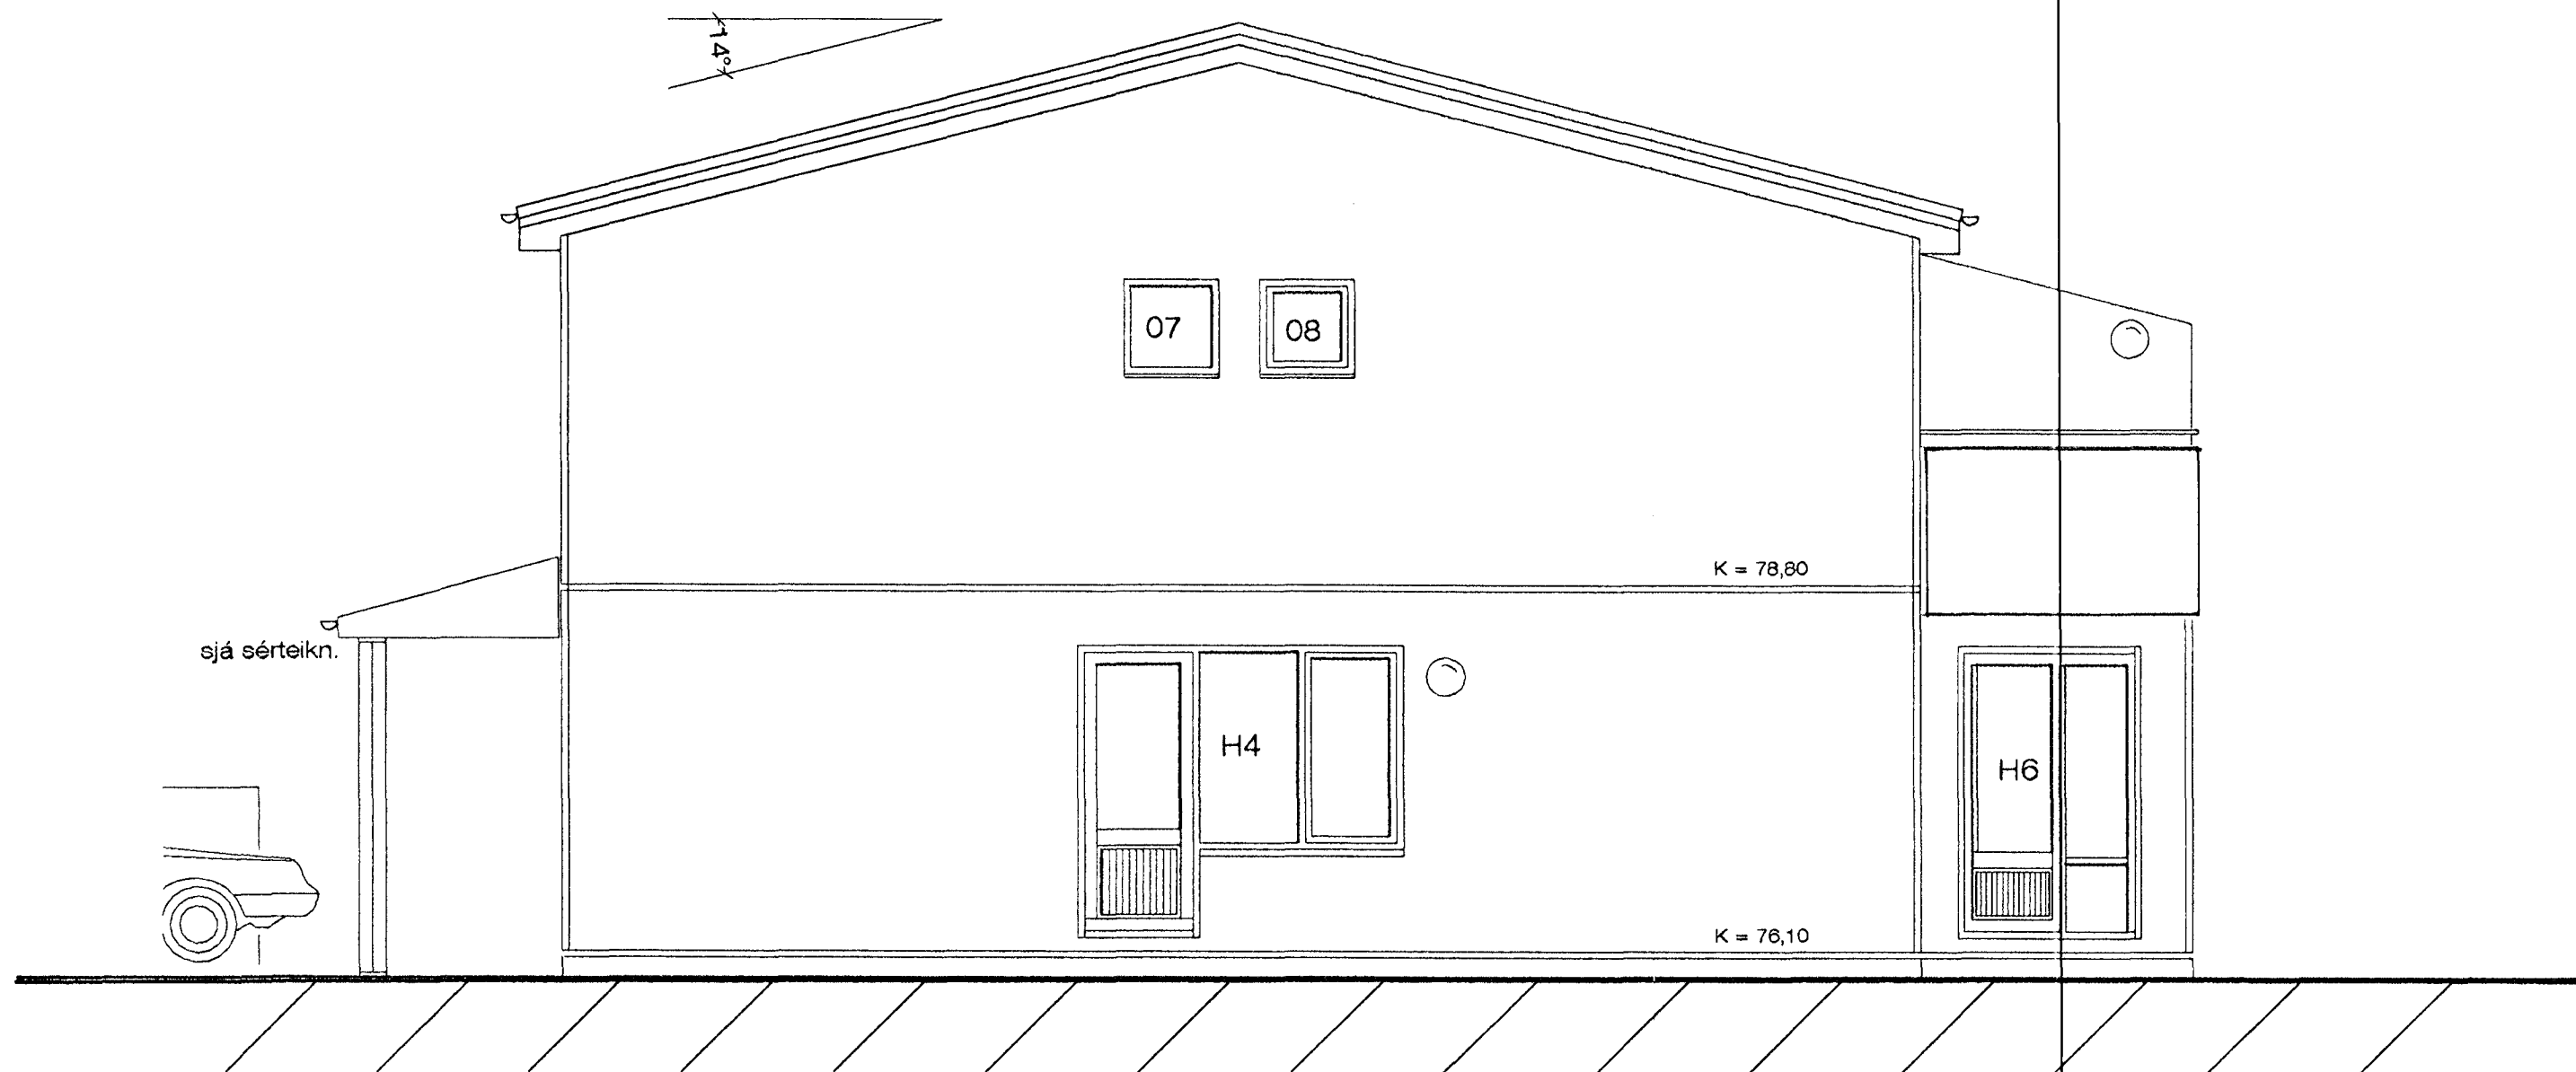 14°
07
08
K = 78,80
sjá sérteikn.
H4
H6
K = 76,10